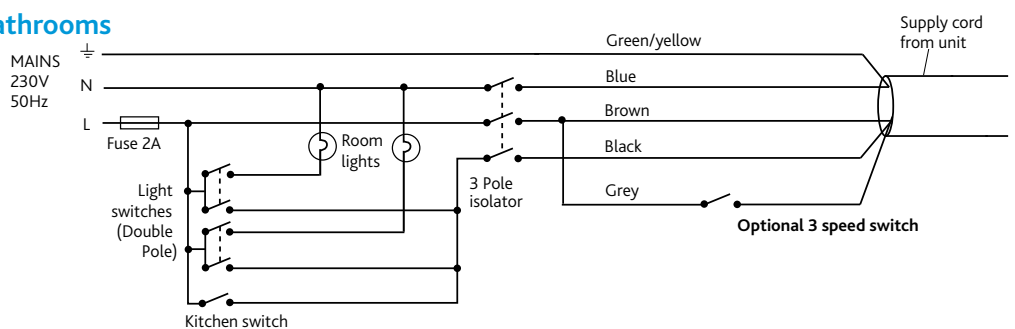 athrooms
Supply cord
from unit
MAINS
230V
50Hz
N
L
Fuse 2A
Green/yellow
Blue
Brown
Black
Grey
Room
lights
3 Pole
isolator
Light
switches
(Double
Pole)
Optional 3 speed switch
Kitchen switch